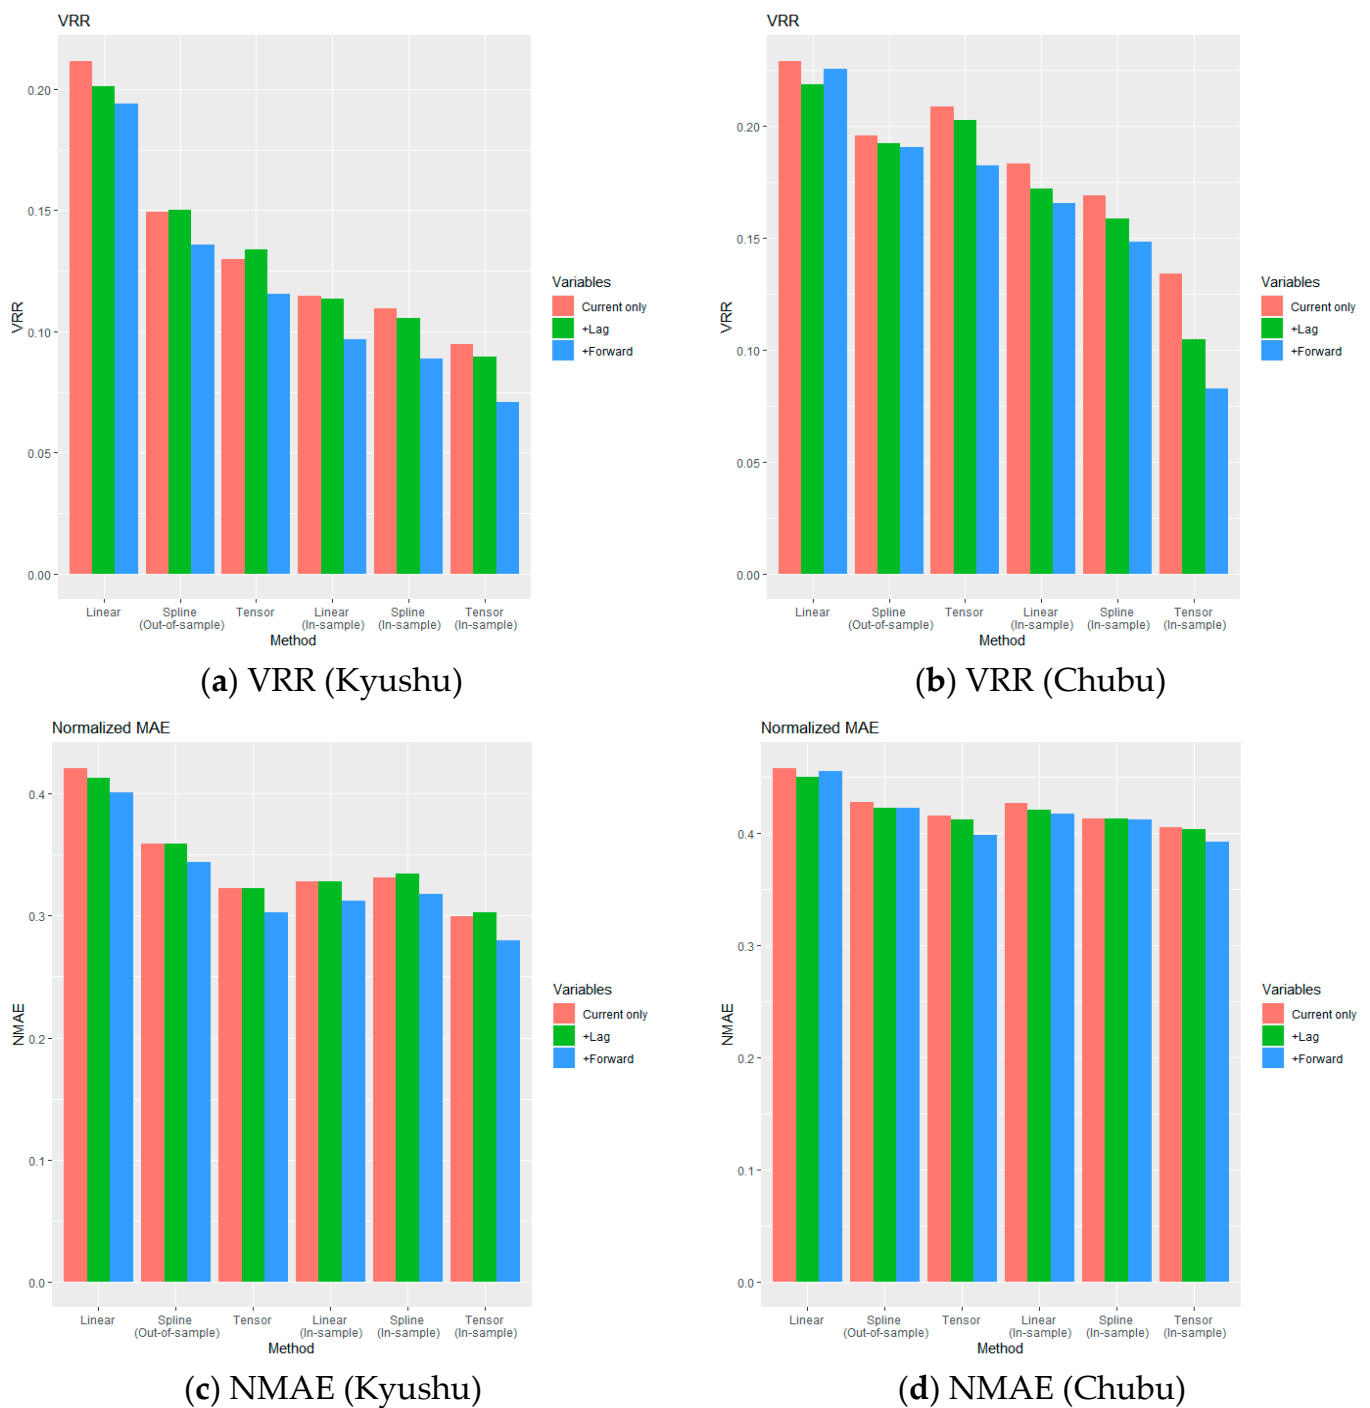 VRR
0.20
0.15
0.10
0.05
0.00
VRR
Linear
Spline
(Out-of-sample)
Tensor
Linear
(In-sample)
Spline
(In-sample)
Tensor
(In-sample)
Method
Variables
Current only
+Lag
+Forward
(a) VRR (Kyushu)
VRR
0.20
0.15
0.10
0.05
0.00
VRR
Linear
Spline
(Out-of-sample)
Tensor
Linear
(In-sample)
Spline
(In-sample)
Tensor
(In-sample)
Method
Variables
Current only
+Lag
+Forward
(b) VRR (Chubu)
Normalized MAE
0.4
0.3
0.2
0.1
0.0
NMAE
Linear
Spline
(Out-of-sample)
Tensor
Linear
(In-sample)
Spline
(In-sample)
Tensor
(In-sample)
Method
Variables
Current only
+Lag
+Forward
(c) NMAE (Kyushu)
Normalized MAE
0.4
0.3
0.2
0.1
0.0
NMAE
Linear
Spline
(Out-of-sample)
Tensor
Linear
(In-sample)
Spline
(In-sample)
Tensor
(In-sample)
Method
Variables
Current only
+Lag
+Forward
(d) NMAE (Chubu)